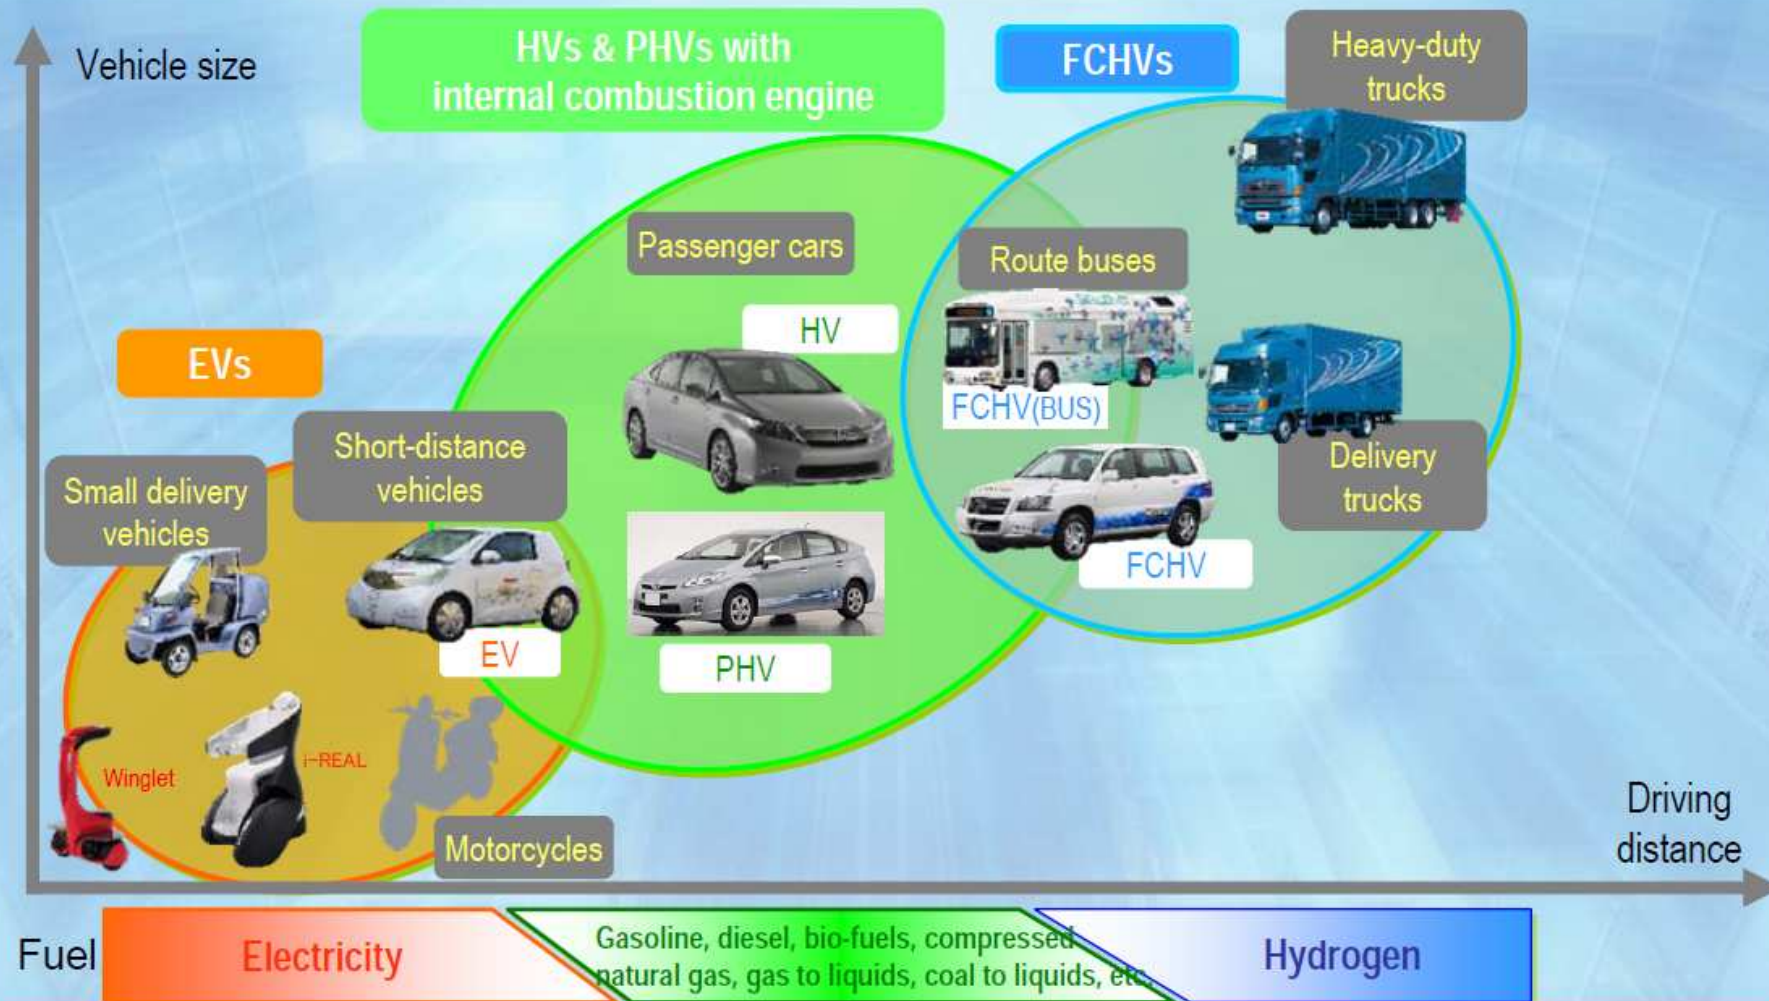 Vehicle size
HVs & PHVs with
internal combustion engine
FCHVs
Heavy-duty
trucks
Passenger cars
Route buses
HV
EVs
FCHV(BUS)
Short-distance
vehicles
Small delivery
vehicles
Delivery
trucks
FCHV
EV
PHV
Winglet
i-REAL
Motorcycles
Driving
distance
Fuel
Electricity
Gasoline, diesel, bio-fuels, compressed
natural gas, gas to liquids, coal to liquids, etc.
Hydrogen